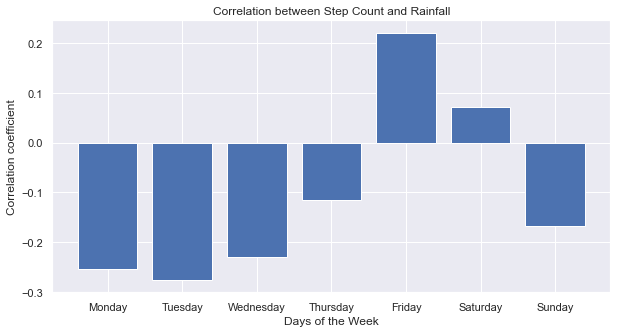 Correlation between Step Count and Rainfall
Correlation coefficient
0.2
0.1
0.0
−0.1
−0.2
−0.3
Monday Tuesday Wednesday Thursday Friday Saturday Sunday
Days of the Week